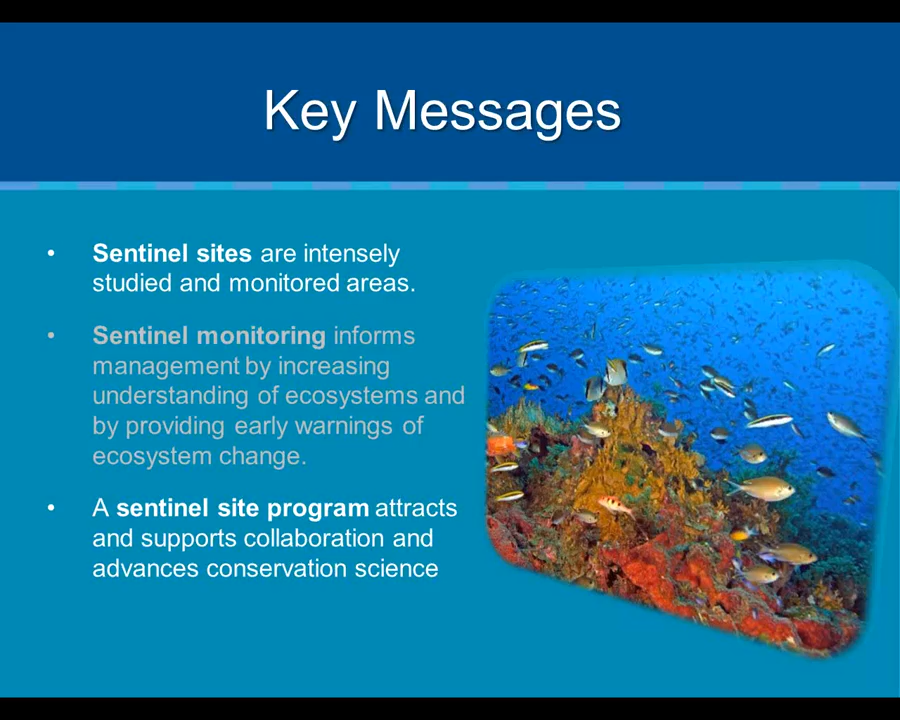 Key Messages
• Sentinel sites are intensely
studied and monitored areas.
• Sentinel monitoring informs
management by increasing
understanding of ecosystems and
by providing early warnings of
ecosystem change.
• A sentinel site program attracts
and supports collaboration and
advances conservation science